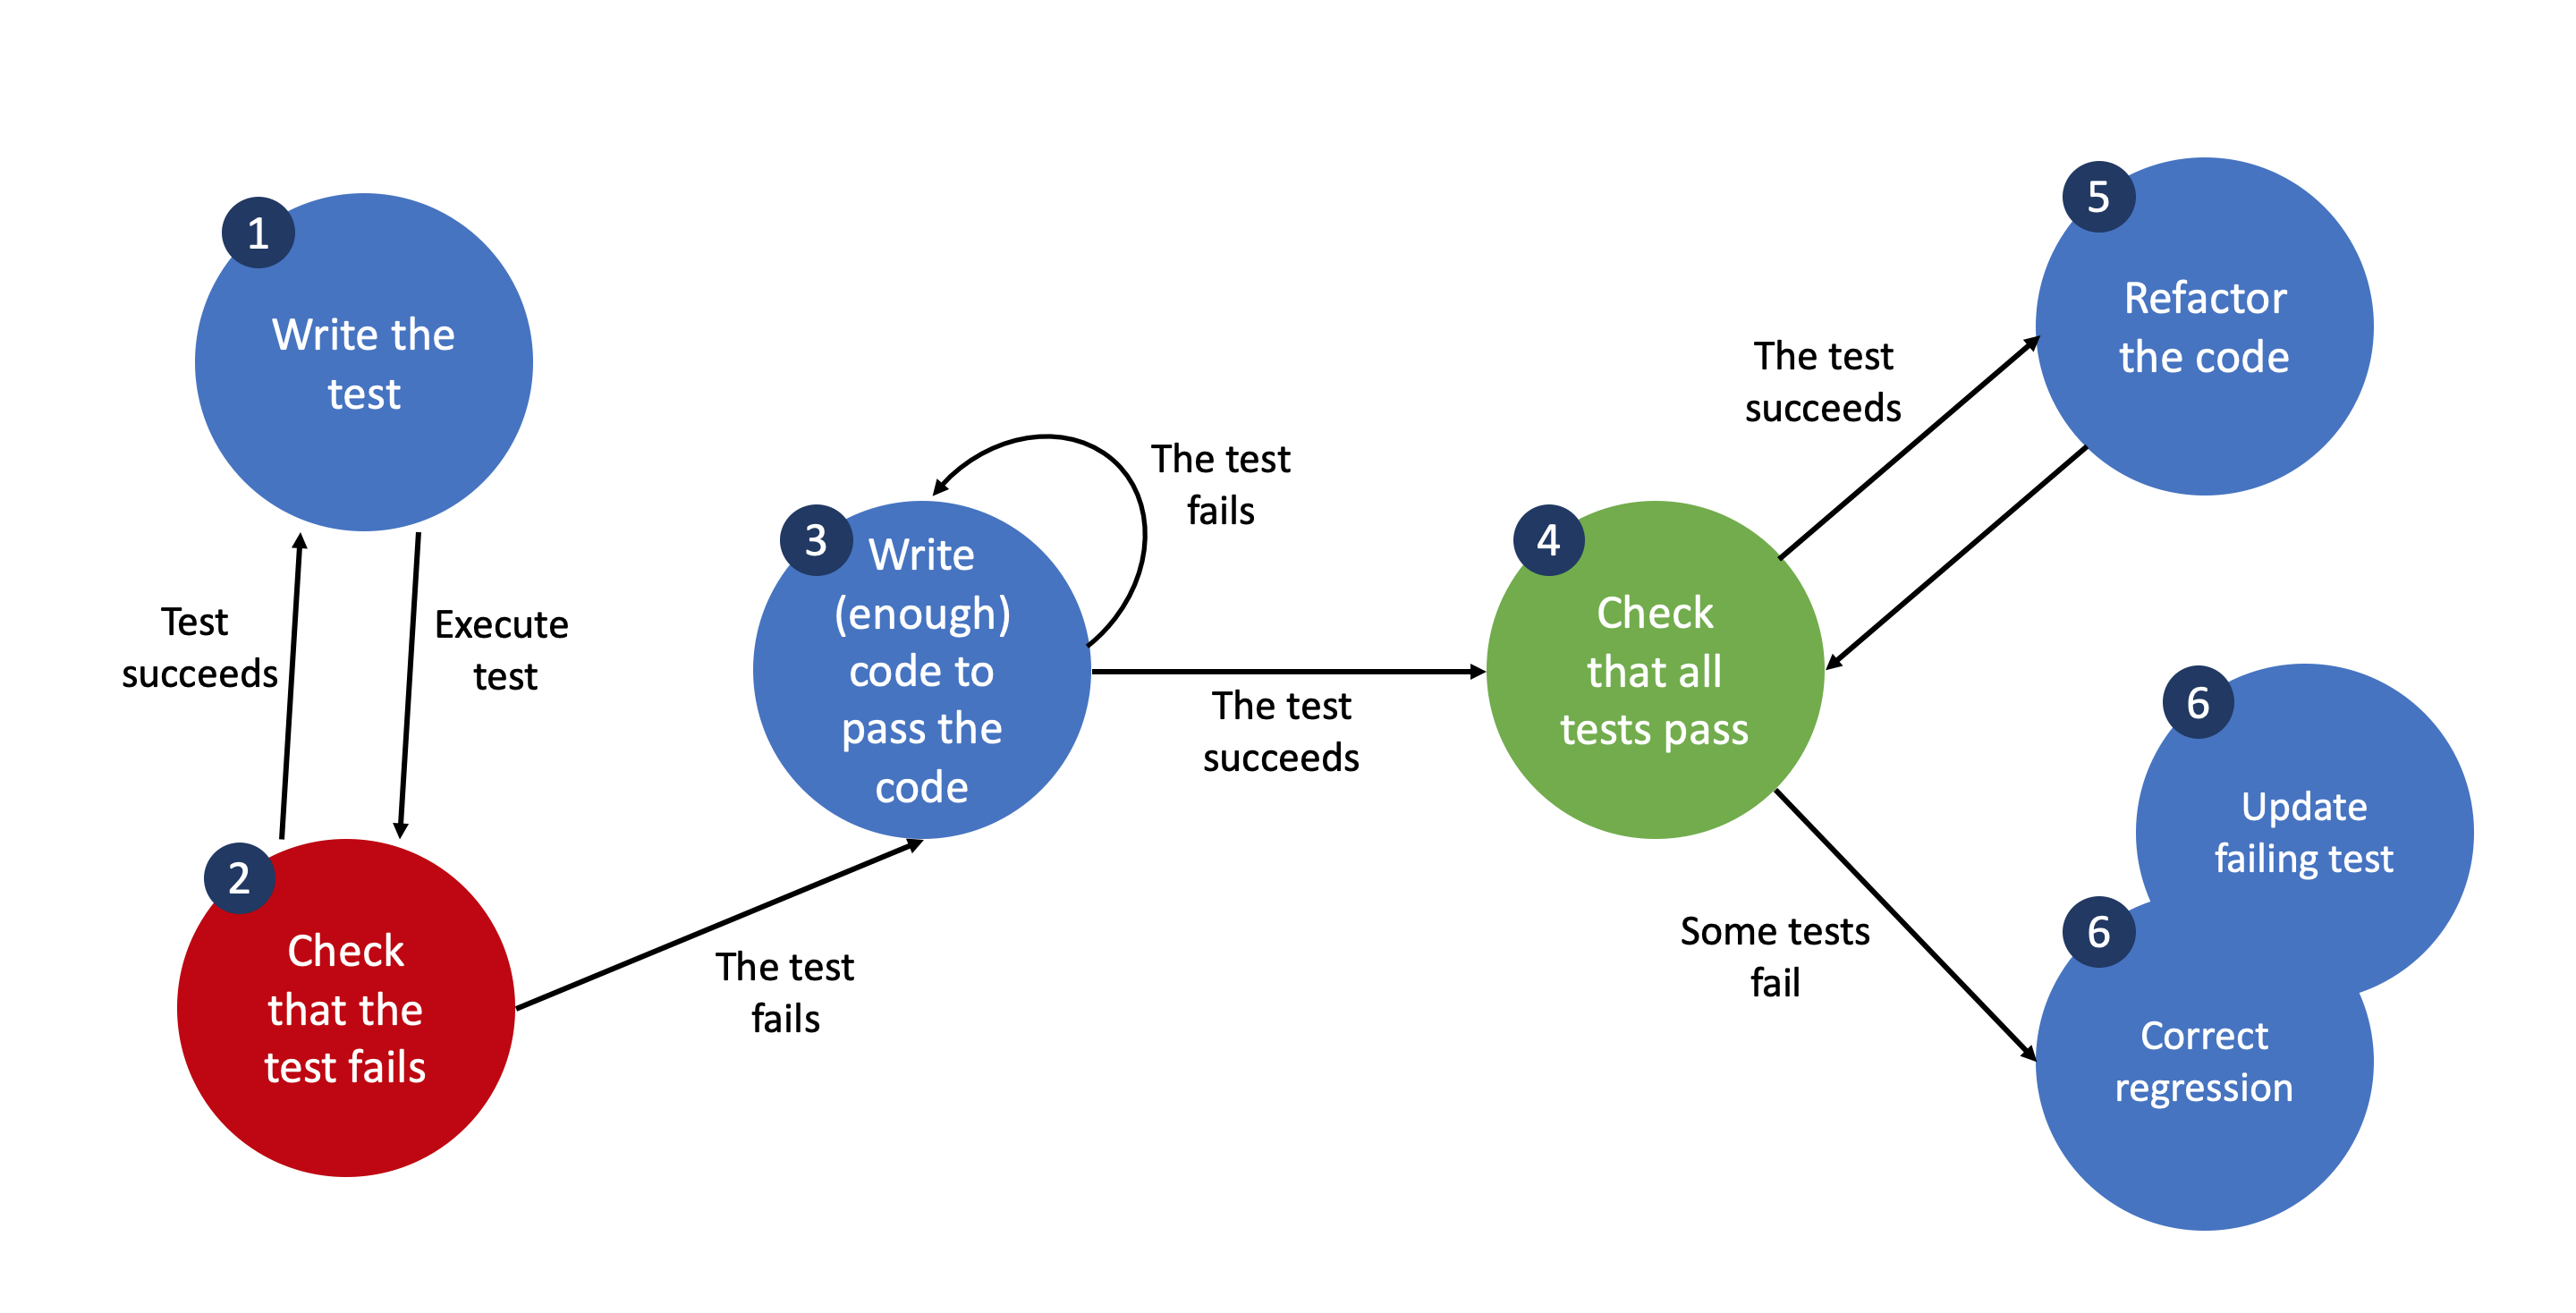 1
Write the
test
Test
succeeds
Execute
test
2
Check
that the
test fails
The test
fails
3
Write
(enough)
code to
pass the
code
The test
fails
The test
succeeds
4
Check
that all
tests pass
The test
succeeds
5
Refactor
the code
Some tests
fail
6
Update
failing test
6
Correct
regression